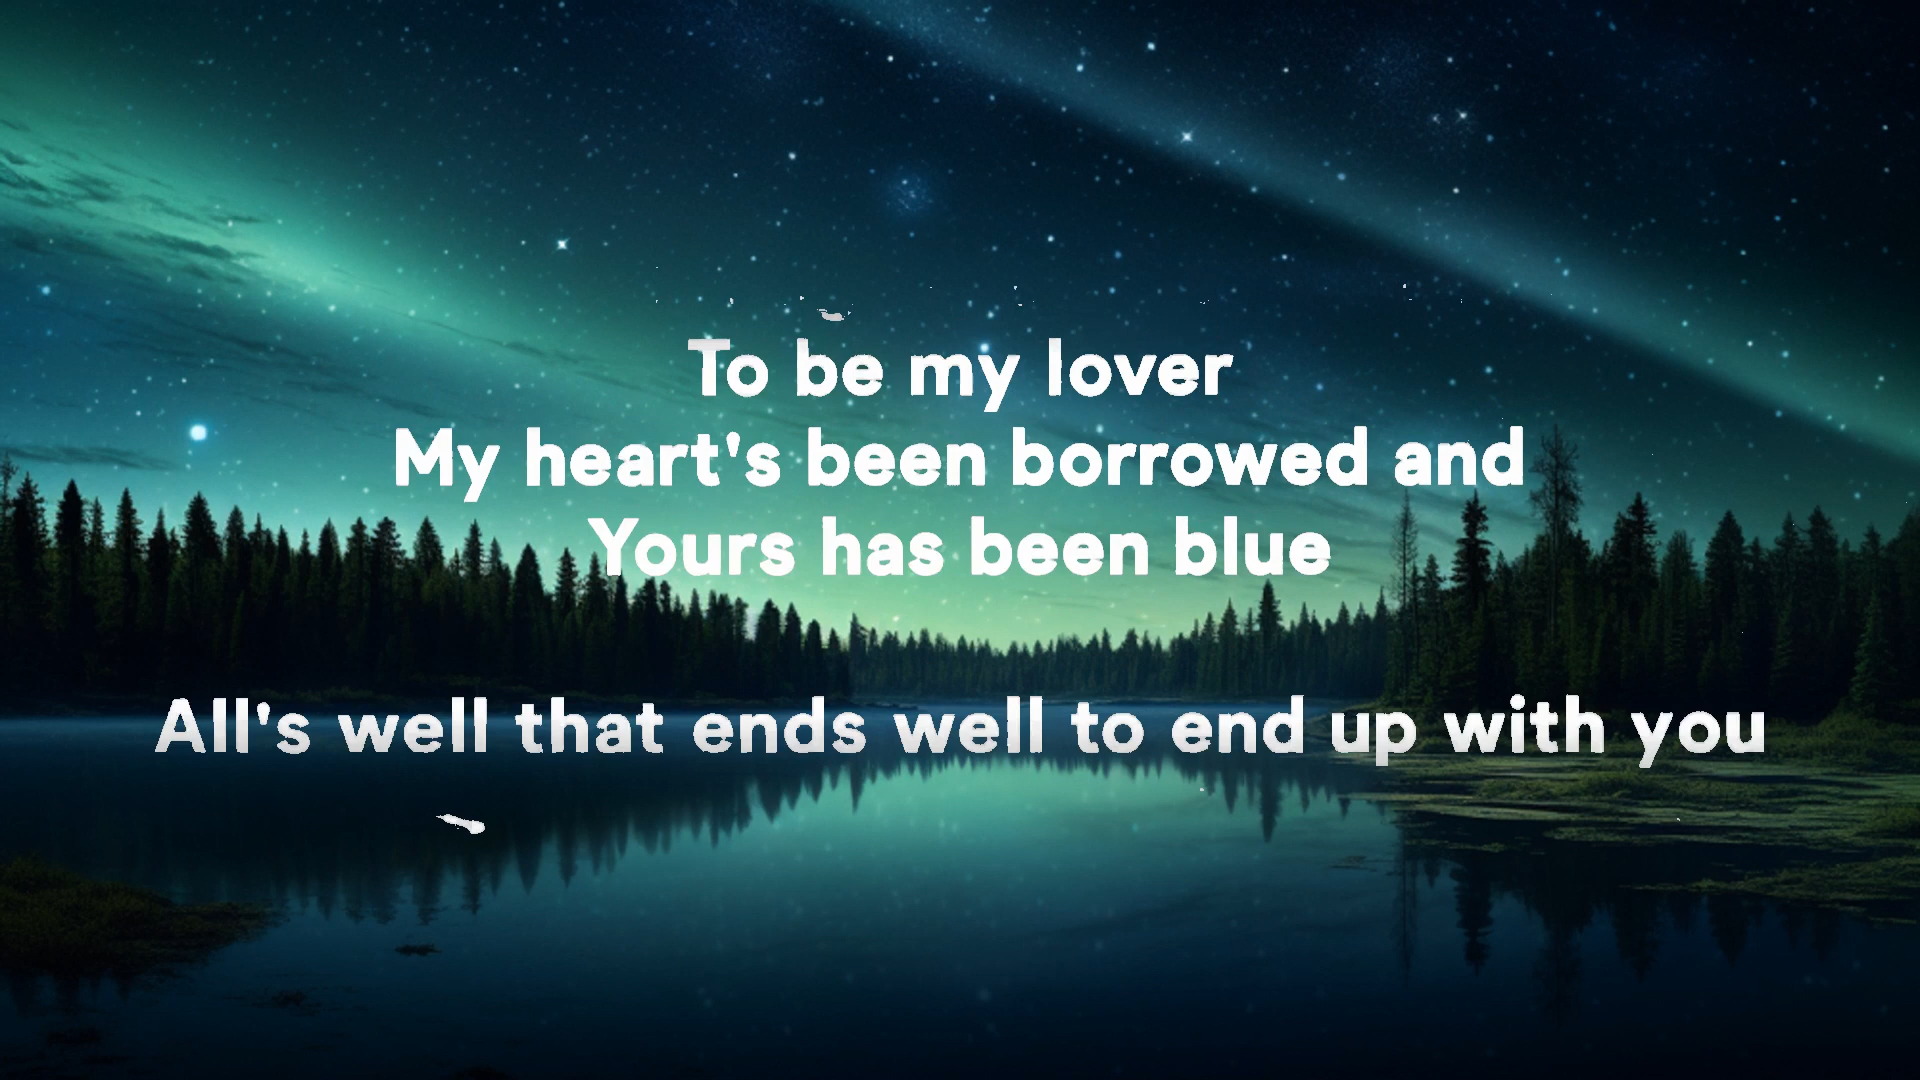 To be my lover
My heart's been borrowed and
Yours has been blue
All's well that ends well to end up with you